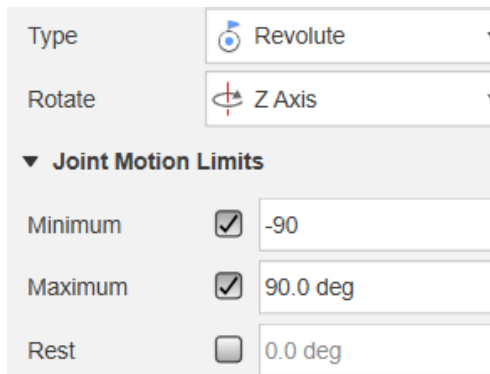 Type Revolute
Rotate Z Axis
Joint Motion Limits
Minimum -90
Maximum 90.0 deg
Rest 0.0 deg